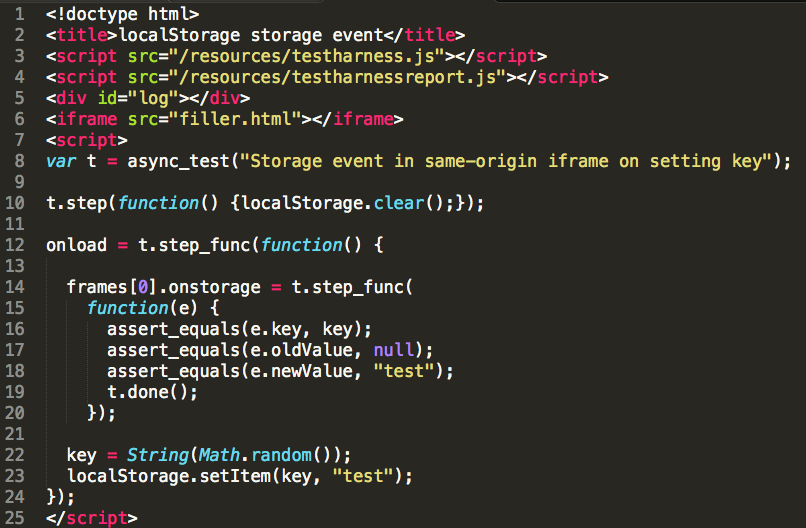 1 <!doctype html>
2 <title>localStorage storage event</title>
3 <script src="/resources/testharness.js"></script>
4 <script src="/resources/testharnessreport.js"></script>
5 <div id="log"></div>
6 <iframe src="filler.html"></iframe>
7 <script>
8 var t = async_test("Storage event in same-origin iframe on setting key");
9
10 t.step(function() {localStorage.clear();});
11
12 onload = t.step_func(function() {
13
14   frames[0].onstorage = t.step_func(
15     function(e) {
16       assert_equals(e.key, key);
17       assert_equals(e.oldValue, null);
18       assert_equals(e.newValue, "test");
19       t.done();
20     });
21
22   key = String(Math.random());
23   localStorage.setItem(key, "test");
24 });
25 </script>